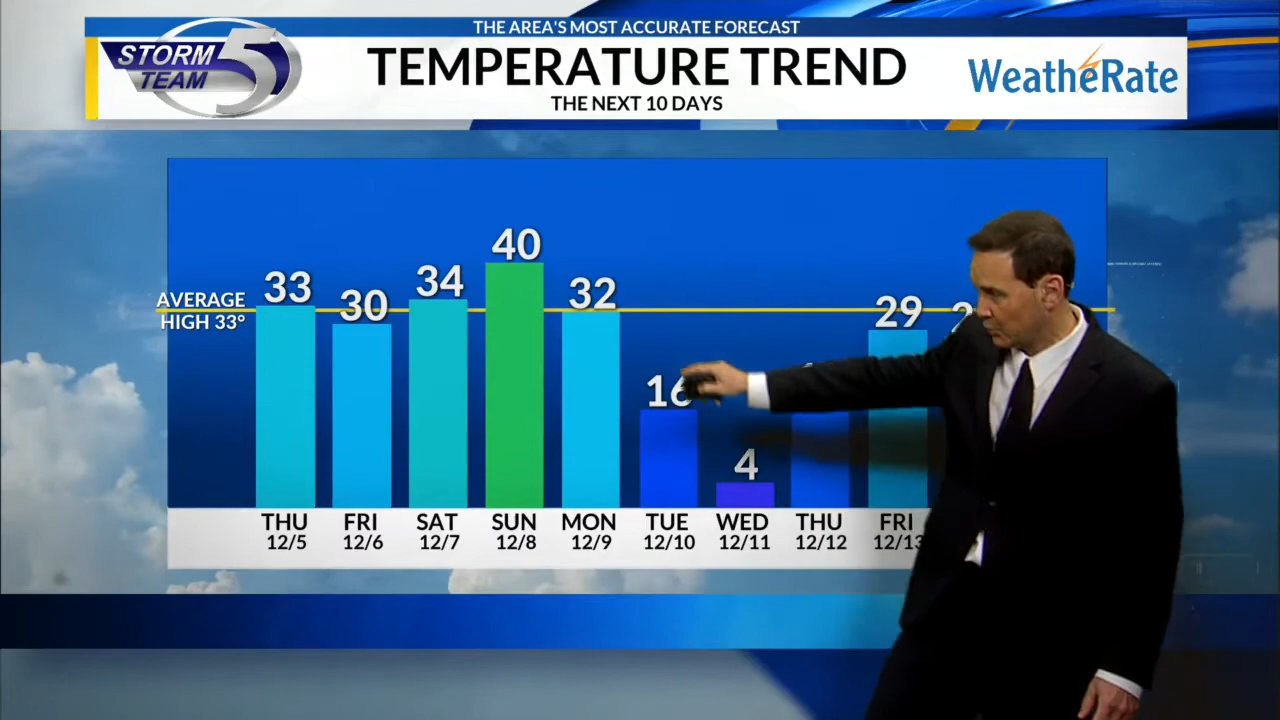 THE AREA'S MOST ACCURATE FORECAST
STORM TEAM 5
TEMPERATURE TREND
WeatheRate
THE NEXT 10 DAYS
40
33 30 34 32 29
AVERAGE
HIGH 33°
16
4
THU FRI SAT SUN MON TUE WED THU FRI
12/5 12/6 12/7 12/8 12/9 12/10 12/11 12/12 12/13